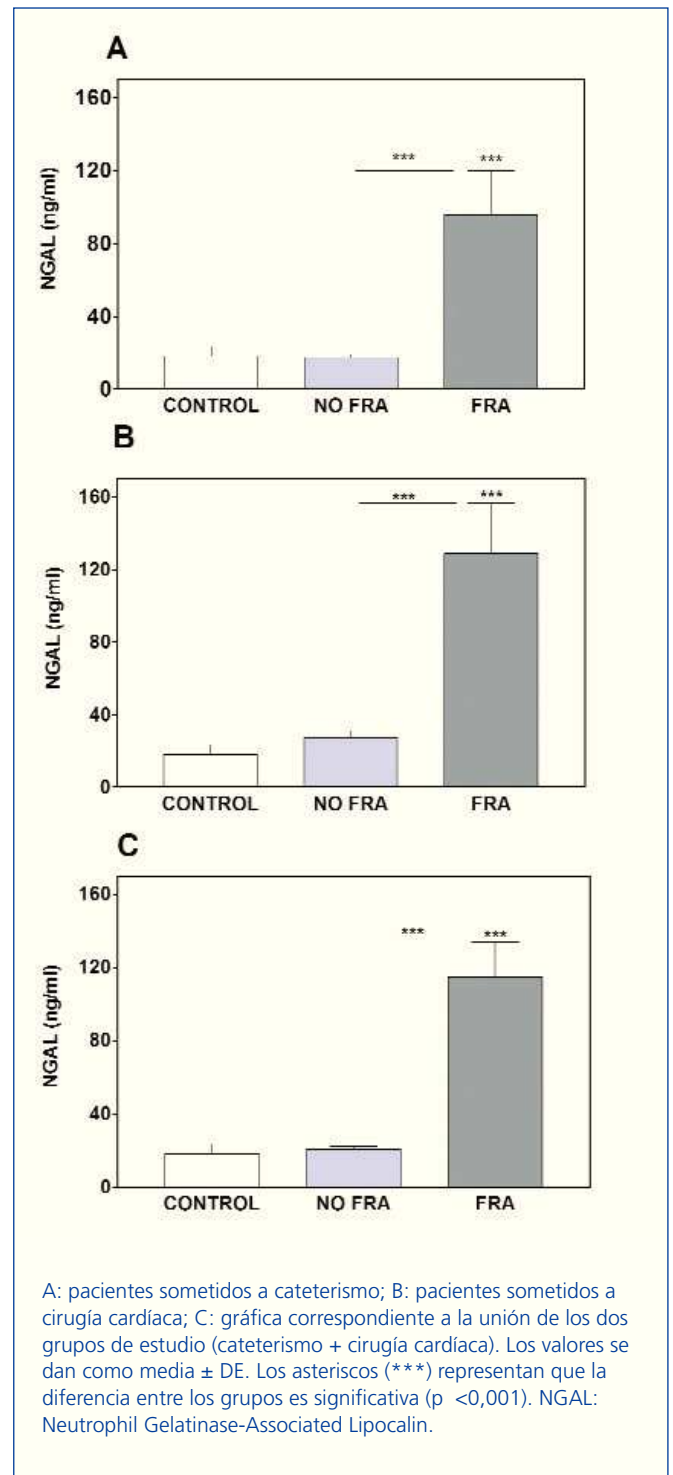 A
160
120
80
40
0
NGAL (ng/ml)
*** ***
CONTROL NO FRA FRA
B
160
120
80
40
0
NGAL (ng/ml)
*** ***
CONTROL NO FRA FRA
C
160
120
80
40
0
NGAL (ng/ml)
*** ***
CONTROL NO FRA FRA
A: pacientes sometidos a cateterismo; B: pacientes sometidos a
cirugía cardíaca; C: gráfica correspondiente a la unión de los dos
grupos de estudio (cateterismo + cirugía cardíaca). Los valores se
dan como media ± DE. Los asteriscos (***) representan que la
diferencia entre los grupos es significativa (p <0,001). NGAL:
Neutrophil Gelatinase-Associated Lipocalin.